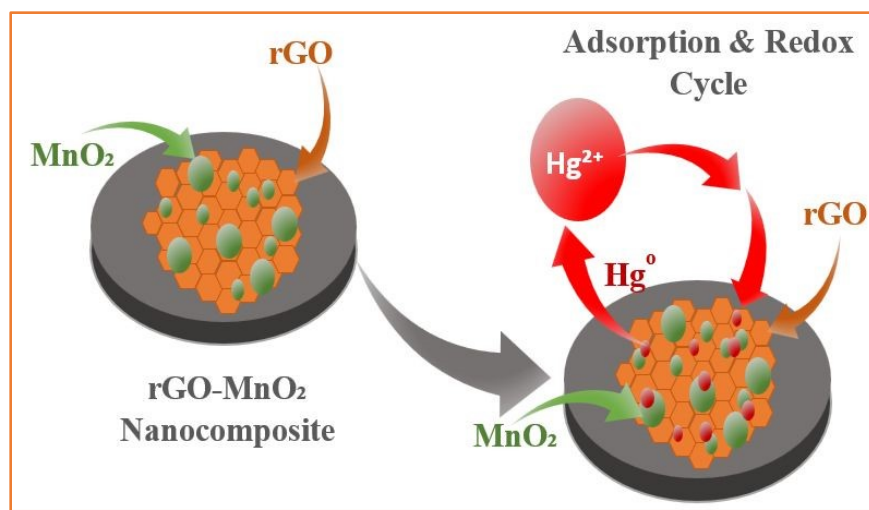 rGO
MnO₂
rGO-MnO₂
Nanocomposite
Adsorption & Redox
Cycle
Hg²⁺
rGO
Hg⁰
MnO₂